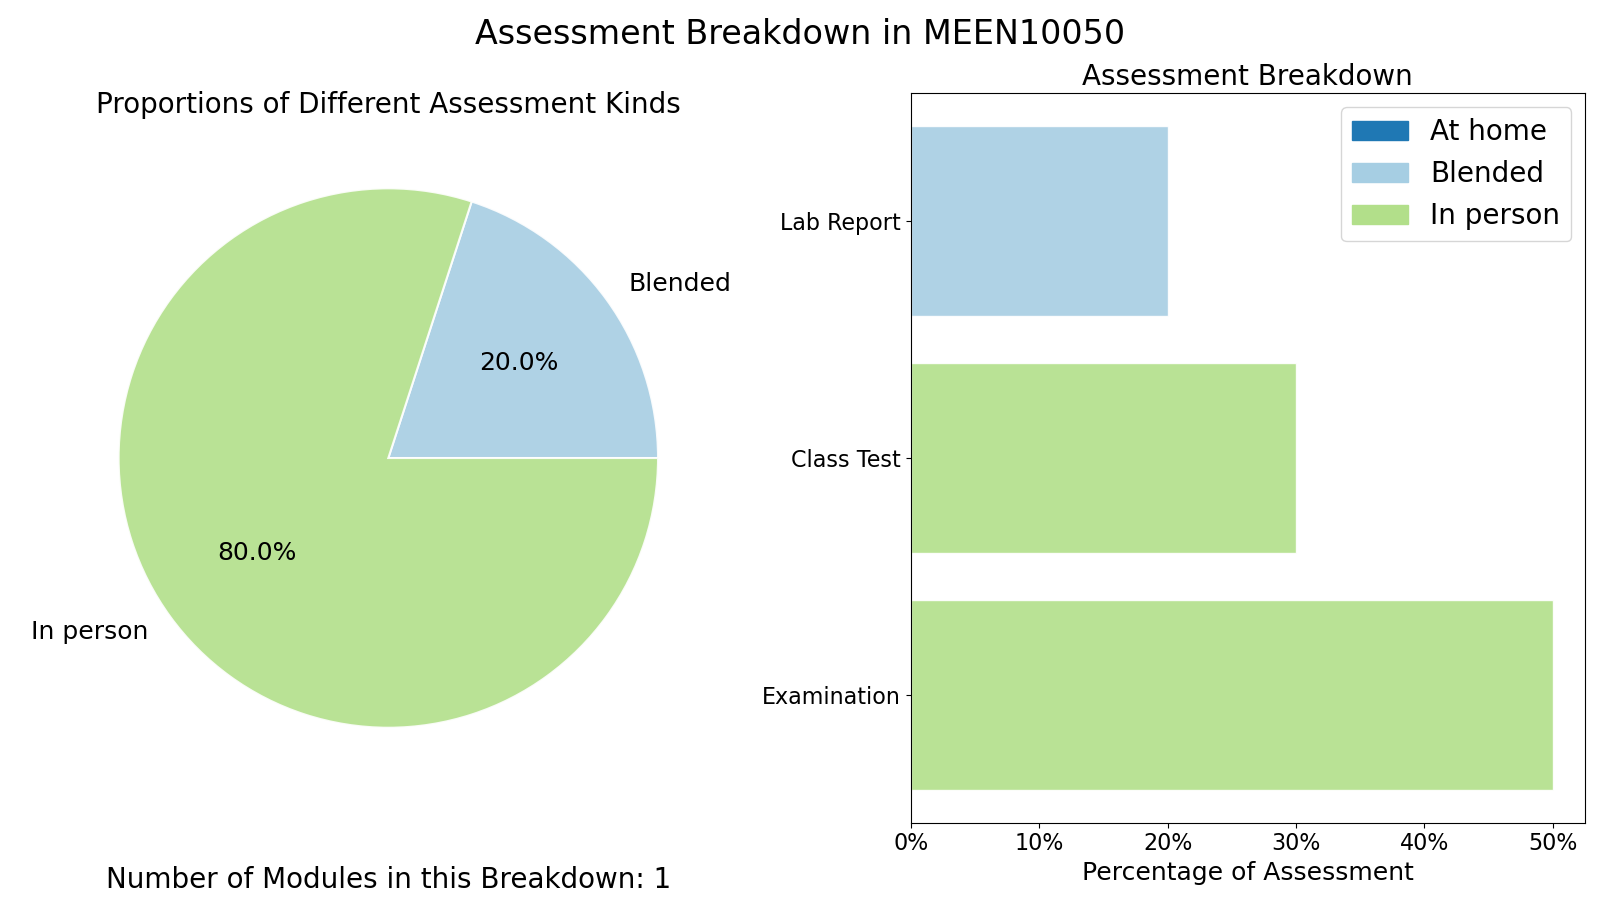 Assessment Breakdown in MEEN10050
Proportions of Different Assessment Kinds
Blended
20.0%
80.0%
In person
Number of Modules in this Breakdown: 1
Assessment Breakdown
At home
Blended
In person
Lab Report
Class Test
Examination
0% 10% 20% 30% 40% 50%
Percentage of Assessment